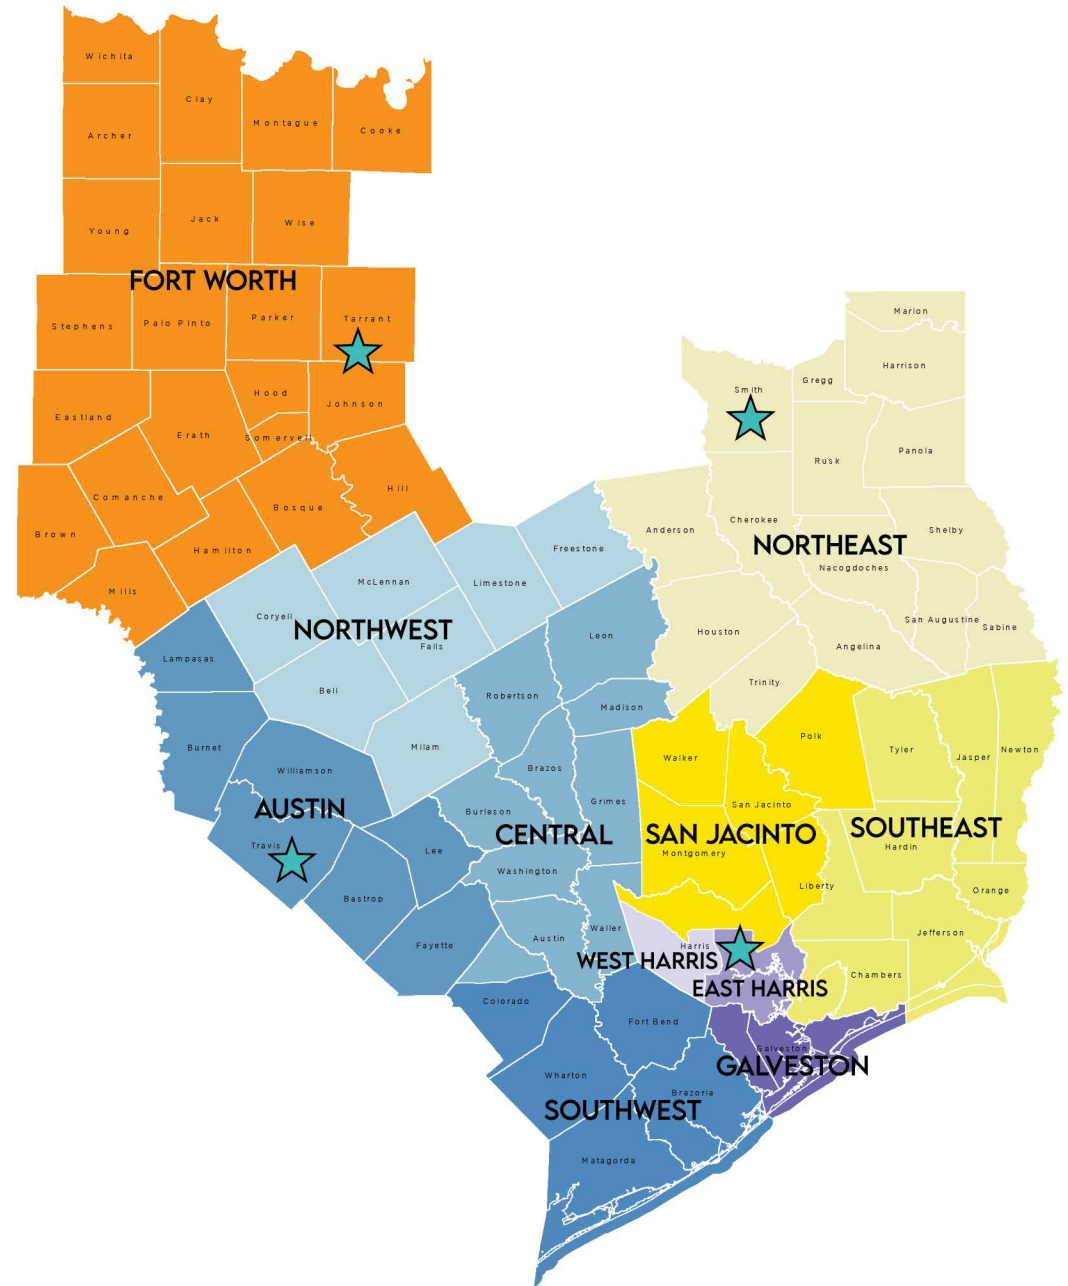 Wichita
Clay
Montague
Cooke
Archer
Jack
Wise
Young
FORT WORTH
Stephens
Palo Pinto
Parker
Tarrant
Hood
Johnson
Eastland
Erath
Somervell
Comanche
Hill
Bosque
Brown
Hamilton
Mills
Marion
Harrison
Gregg
Smith
Rusk
Panola
Anderson
Cherokee
Shelby
NORTHEAST
Nacogdoches
Houston
San Augustine
Sabine
Angelina
Trinity
Freestone
McLennan
Limestone
Coryell
NORTHWEST
Falls
Bell
Milam
Leon
Robertson
Madison
Brazos
Grimes
Burleson
CENTRAL
Washington
Austin
Waller
Lampasas
Burnet
Williamson
AUSTIN
Travis
Lee
Bastrop
Fayette
Walker
Polk
San Jacinto
SAN JACINTO
Montgomery
Liberty
Tyler
Jasper
Newton
SOUTHEAST
Hardin
Orange
Jefferson
Chambers
Harris
WEST HARRIS
EAST HARRIS
Colorado
Fort Bend
Galveston
GALVESTON
Wharton
Brazoria
SOUTHWEST
Matagorda